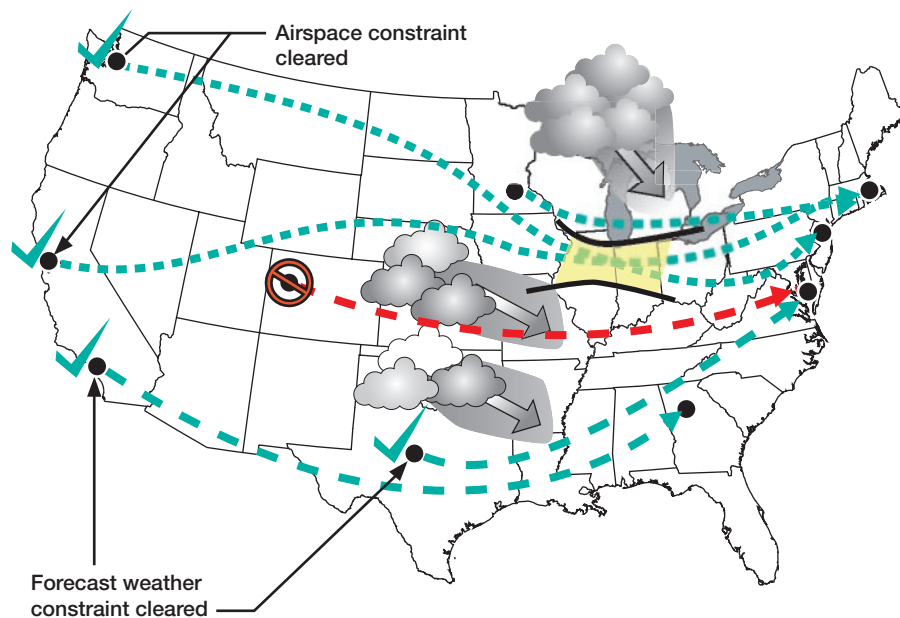 Airspace constraint
cleared
Forecast weather
constraint cleared